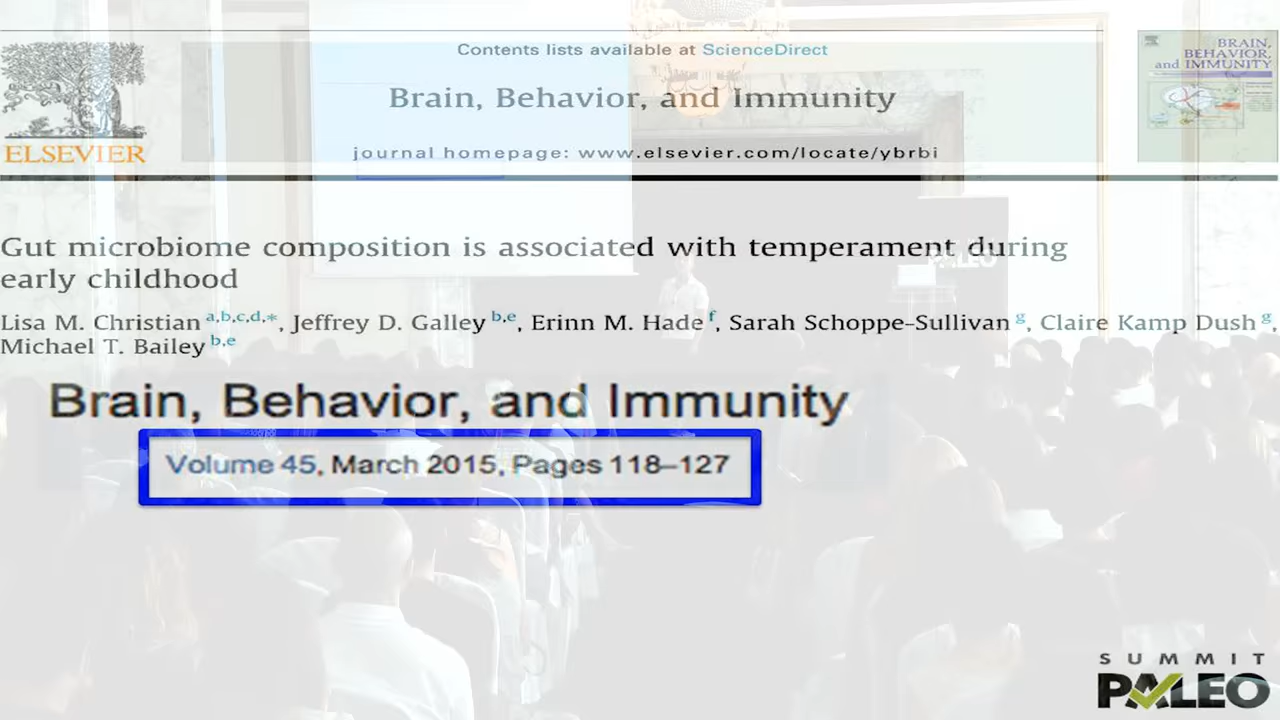 Contents lists available at ScienceDirect
BRAIN,
BEHAVIOR,
and IMMUNITY
Brain, Behavior, and Immunity
ELSEVIER
journal homepage: www.elsevier.com/locate/ybrbi
Gut microbiome composition is associated with temperament during
early childhood
Lisa M. Christian a,b,c,d,*, Jeffrey D. Galley b,e, Erinn M. Hade f, Sarah Schoppe-Sullivan g, Claire Kamp Dush g,
Michael T. Bailey b,e
PALEO
Brain, Behavior, and Immunity
Volume 45, March 2015, Pages 118–127
SUMMIT
PALEO